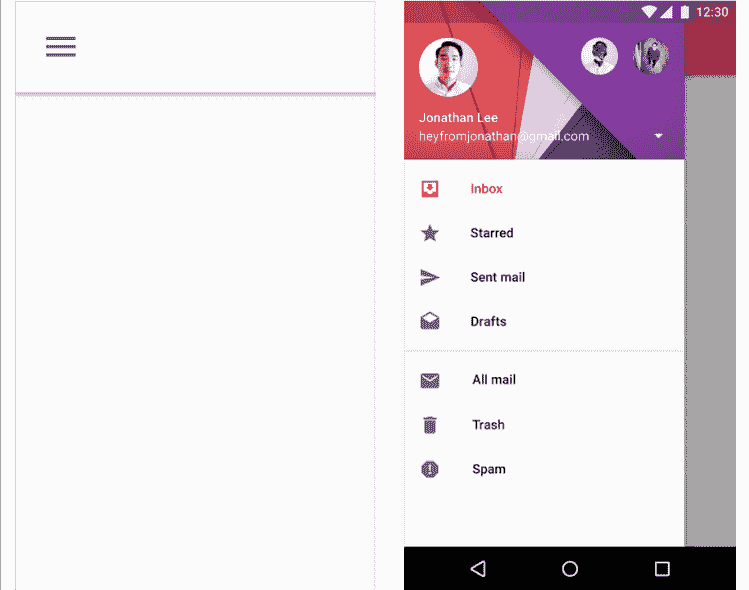 12:30
Jonathan Lee
heyfromjonathan@gmail.com
Inbox
Starred
Sent mail
Drafts
All mail
Trash
Spam